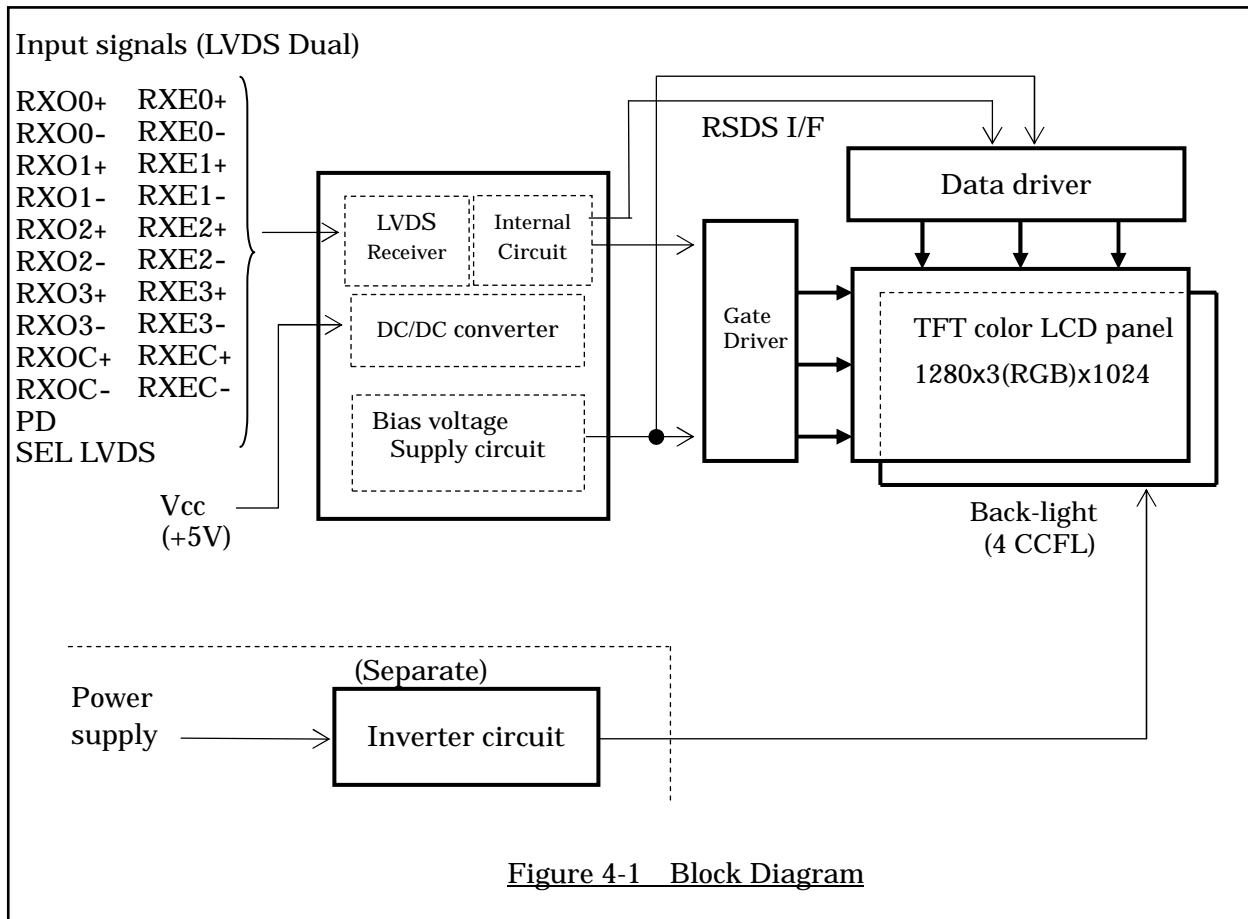 Input signals (LVDS Dual)
RXO0+ RXE0+
RXO0- RXE0-
RXO1+ RXE1+
RXO1- RXE1-
RXO2+ RXE2+
RXO2- RXE2-
RXO3+ RXE3+
RXO3- RXE3-
RXOC+ RXEC+
RXOC- RXEC-
PD
SEL LVDS
Vcc
(+5V)
LVDS
Receiver
Internal
Circuit
DC/DC converter
Bias voltage
Supply circuit
RSDS I/F
Gate
Driver
Data driver
TFT color LCD panel
1280x3(RGB)x1024
Back-light
(4 CCFL)
(Separate)
Power
supply
Inverter circuit
Figure 4-1 Block Diagram